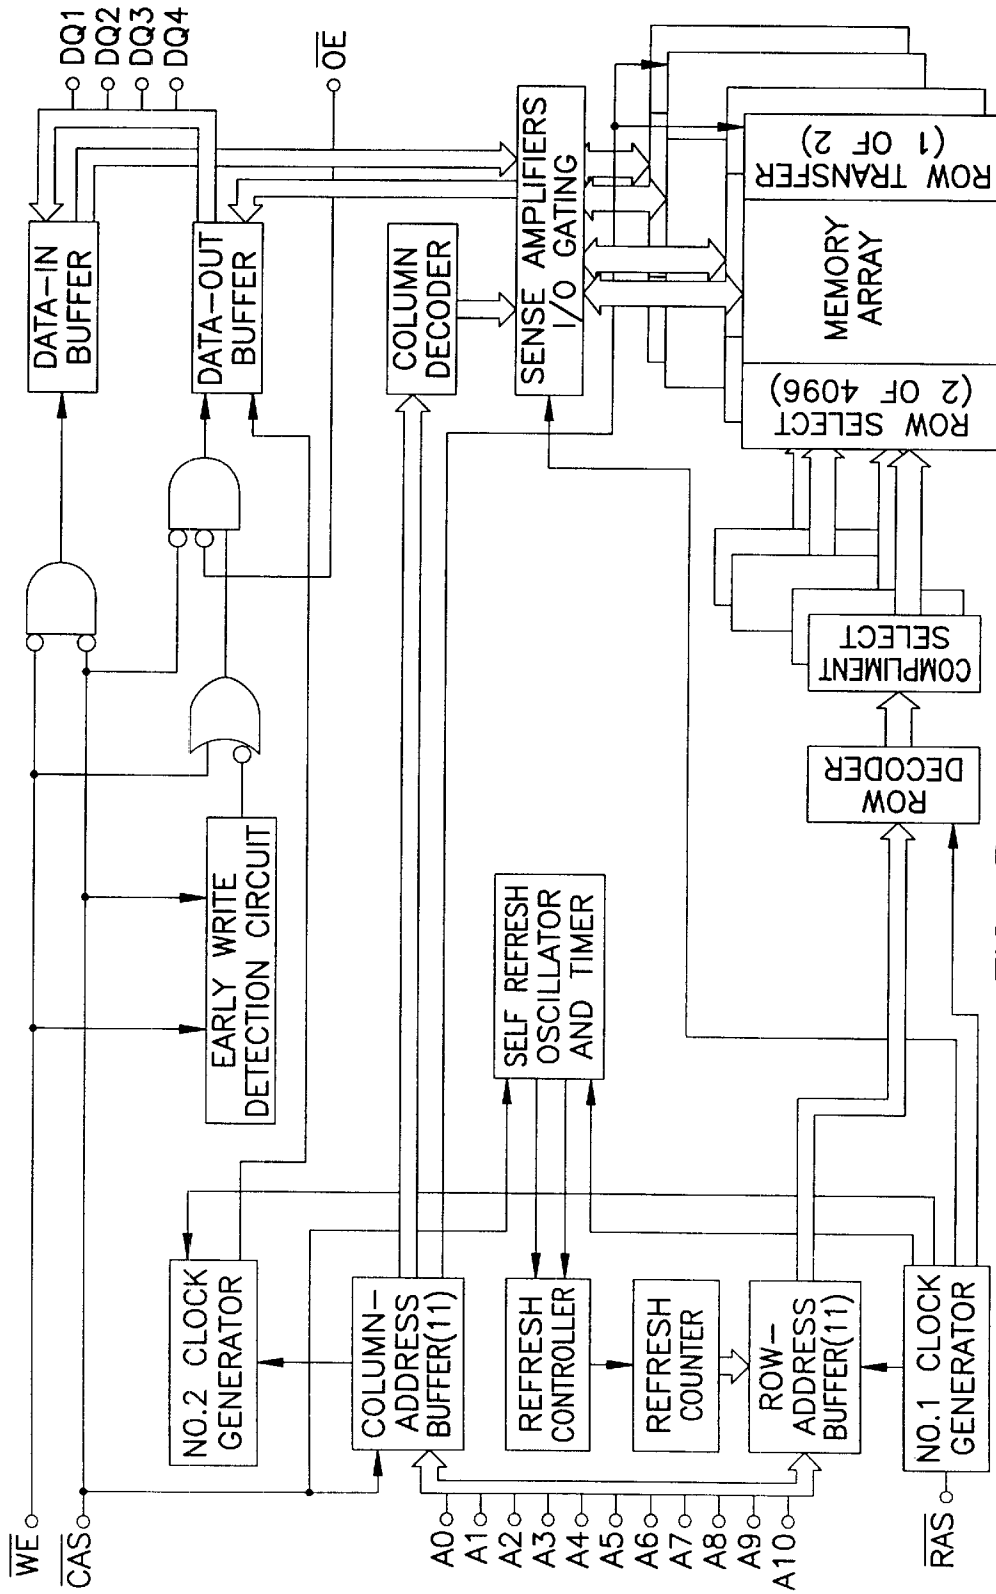 WE
CAS
A0
A1
A2
A3
A4
A5
A6
A7
A8
A9
A10
RAS
NO.2 CLOCK
GENERATOR
COLUMN-
ADDRESS
BUFFER(11)
REFRESH
CONTROLLER
REFRESH
COUNTER
ROW-
ADDRESS
BUFFER(11)
NO.1 CLOCK
GENERATOR
EARLY WRITE
DETECTION CIRCUIT
SELF REFRESH
OSCILLATOR
AND TIMER
ROW
DECODER
COMPLIMENT
SELECT
DATA-IN
BUFFER
DATA-OUT
BUFFER
COLUMN
DECODER
SENSE AMPLIFIERS
I/O GATING
ROW SELECT
(2 OF 4096)
MEMORY
ARRAY
ROW TRANSFER
(1 OF 2)
DQ1
DQ2
DQ3
DQ4
OE